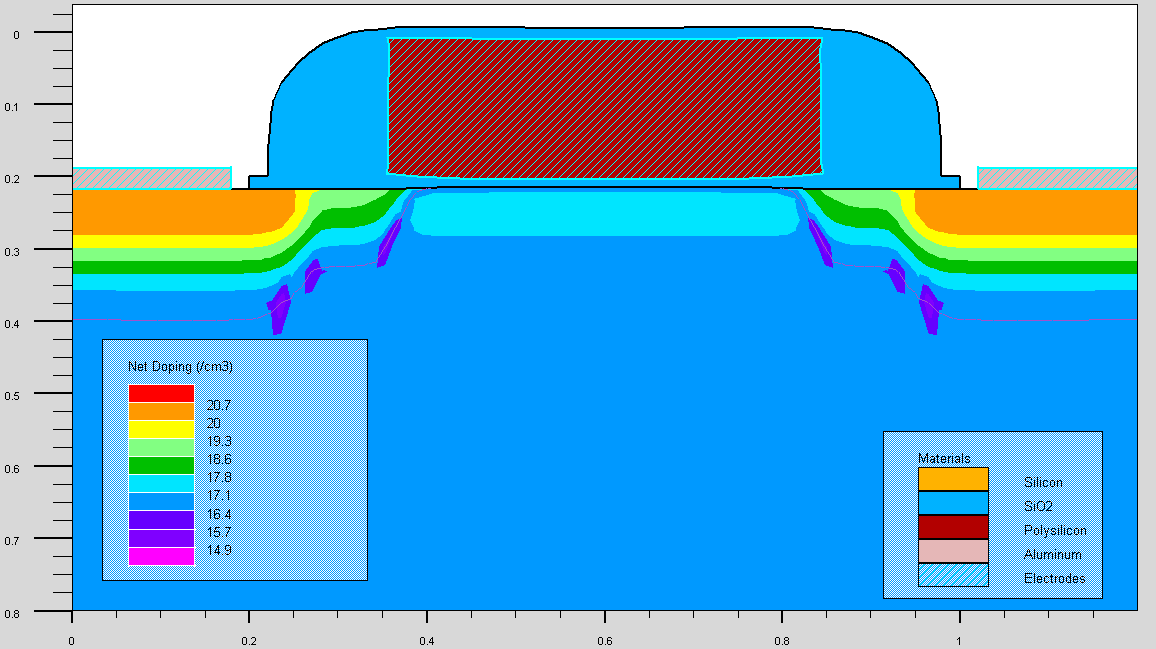 0
0.1
0.2
0.3
0.4
0.5
0.6
0.7
0.8
Net Doping (/cm3)
20.7
20
19.3
18.6
17.8
17.1
16.4
15.7
14.9
Materials
Silicon
SiO2
Polysilicon
Aluminum
Electrodes
0 0.2 0.4 0.6 0.8 1